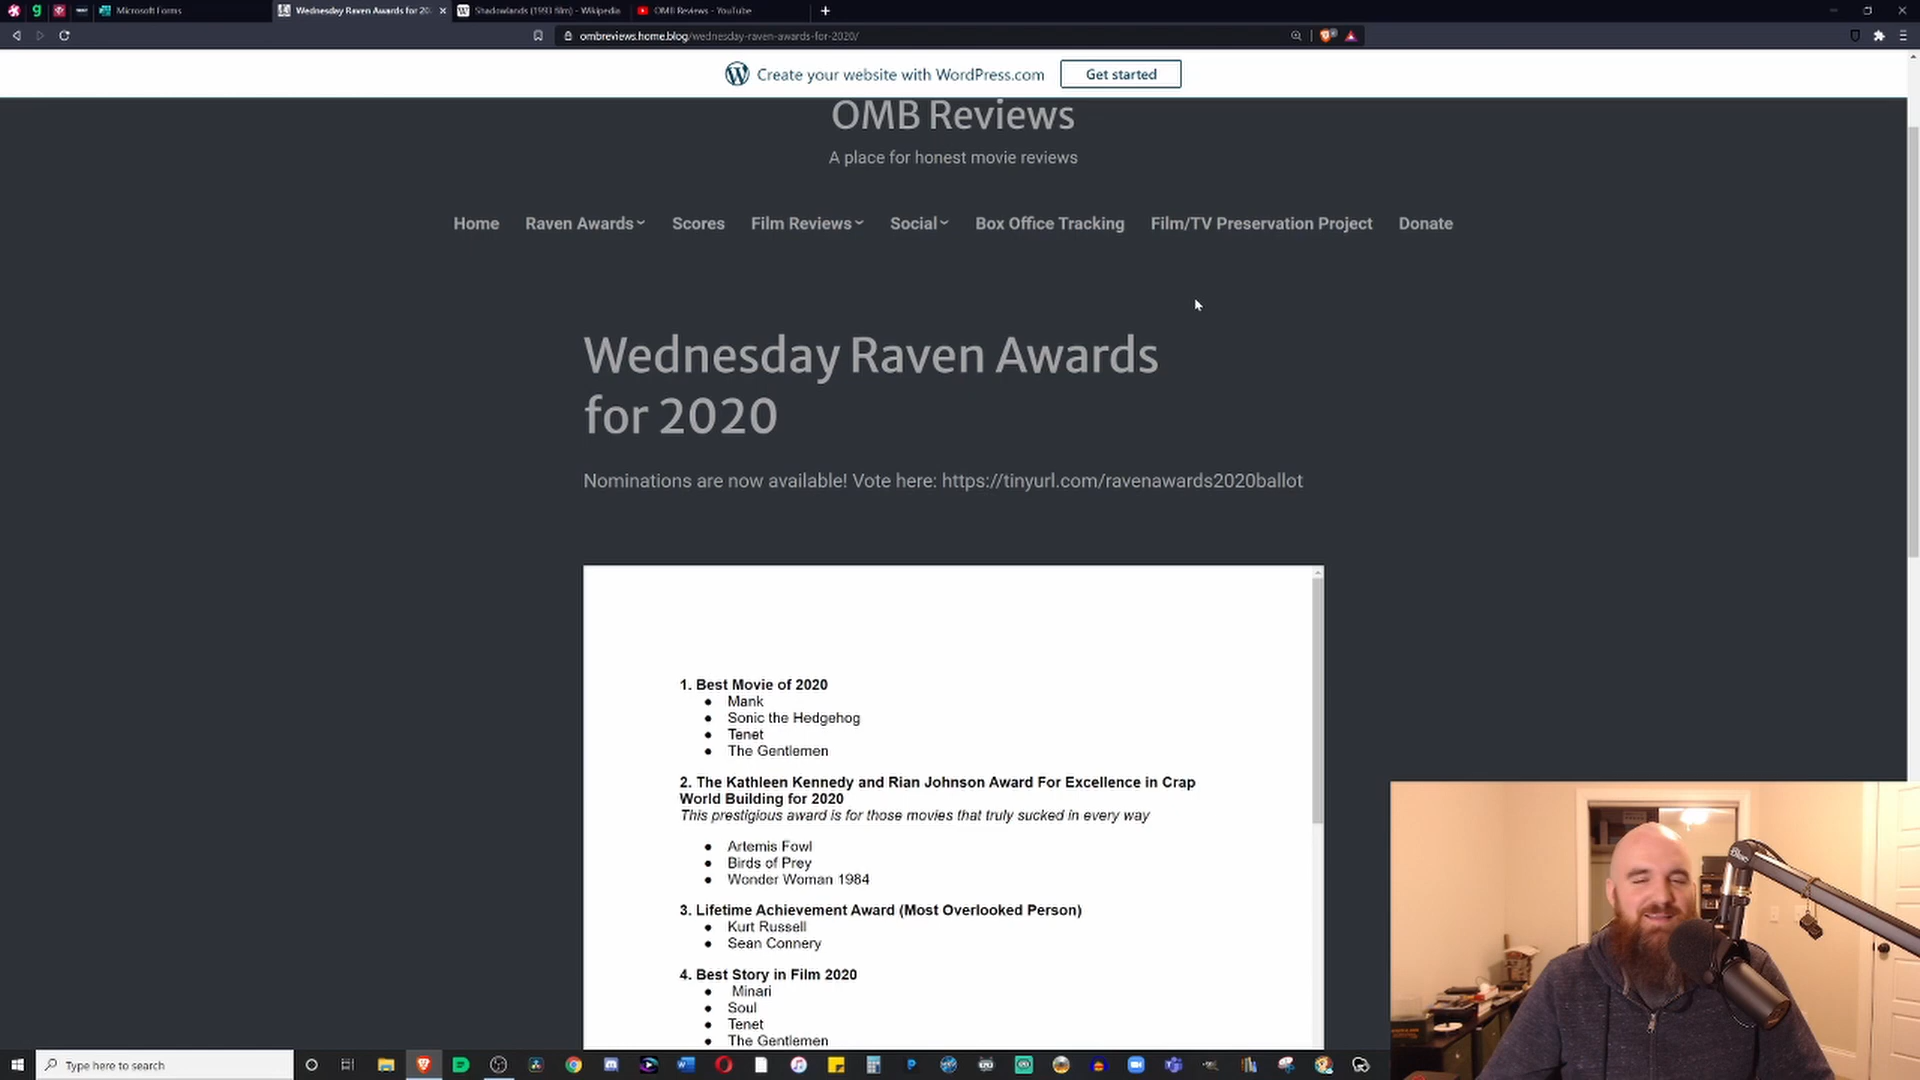 Microsoft Forms
Wednesday Raven Awards for 20
Shadowlands (1993 film) - Wikipedia
OMB Reviews - YouTube
ombreviews.home.blog/wednesday-raven-awards-for-2020/
Create your website with WordPress.com
Get started
OMB Reviews
A place for honest movie reviews
Home
Raven Awards
Scores
Film Reviews
Social
Box Office Tracking
Film/TV Preservation Project
Donate
Wednesday Raven Awards
for 2020
Nominations are now available! Vote here: https://tinyurl.com/ravenawards2020ballot
1. Best Movie of 2020
● Mank
● Sonic the Hedgehog
● Tenet
● The Gentlemen
2. The Kathleen Kennedy and Rian Johnson Award For Excellence in Crap
World Building for 2020
This prestigious award is for those movies that truly sucked in every way
● Artemis Fowl
● Birds of Prey
● Wonder Woman 1984
3. Lifetime Achievement Award (Most Overlooked Person)
● Kurt Russell
● Sean Connery
4. Best Story in Film 2020
● Minari
● Soul
● Tenet
● The Gentlemen
Blue
Type here to search